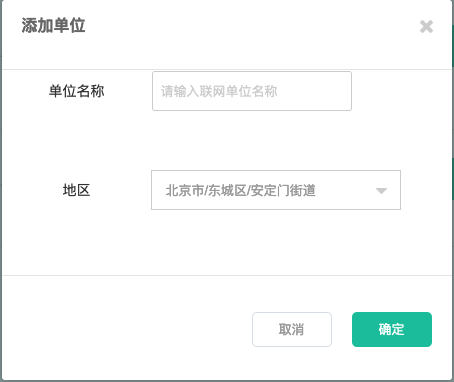 添加单位
单位名称
请输入联网单位名称
地区
北京市/东城区/安定门街道
取消
确定